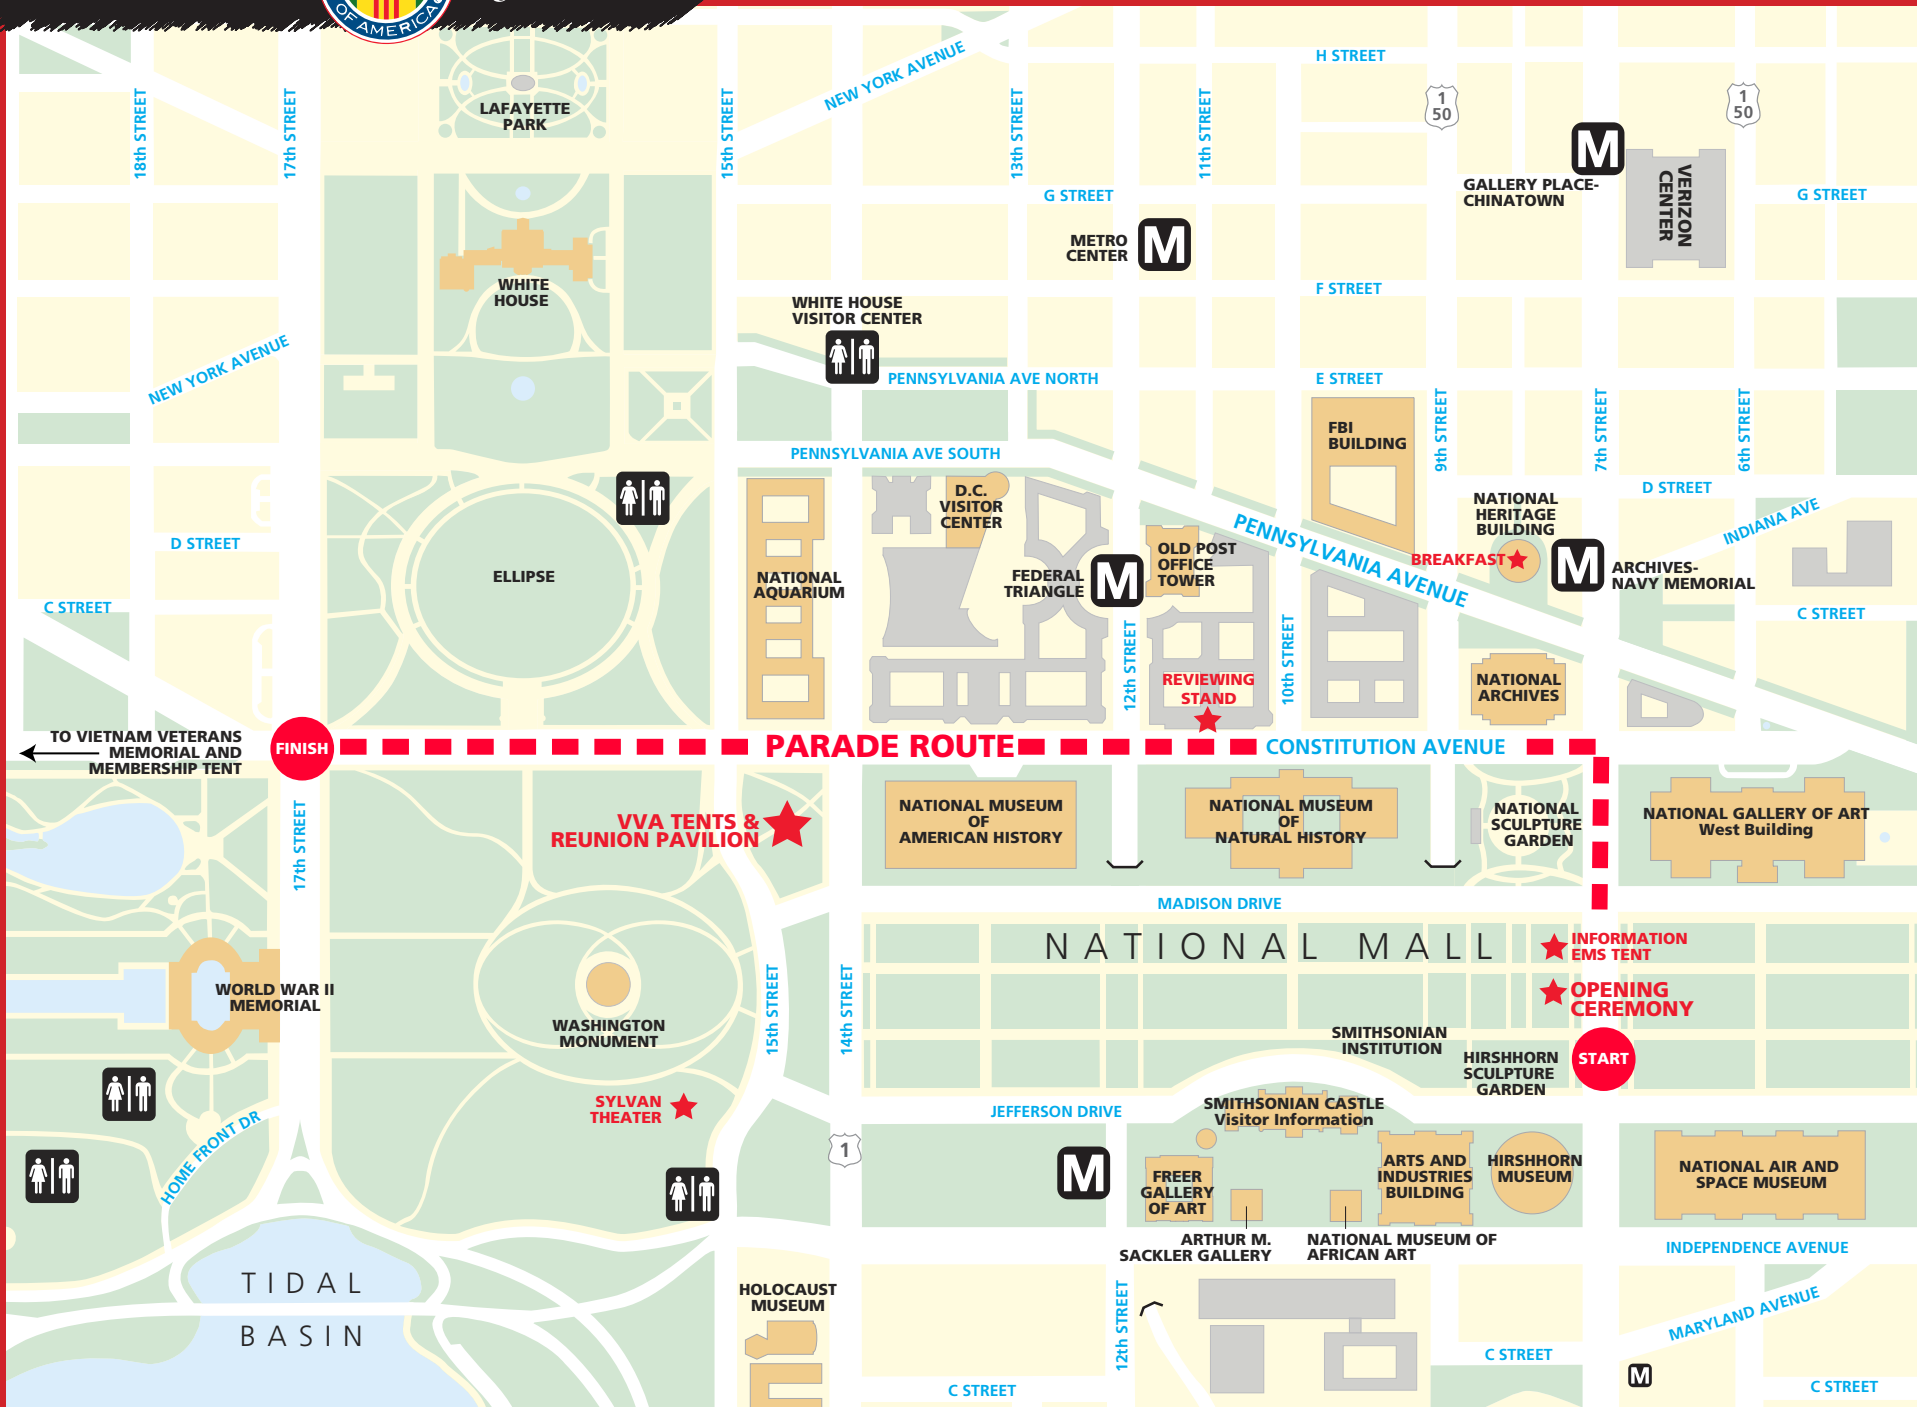 OF AMERICA
H STREET
NEW YORK AVENUE
1
50
1
50
18th STREET
17th STREET
LAFAYETTE
PARK
15th STREET
13th STREET
11th STREET
M
GALLERY PLACE-
CHINATOWN
VERIZON
CENTER
G STREET
G STREET
METRO
CENTER
M
WHITE
HOUSE
F STREET
WHITE HOUSE
VISITOR CENTER
NEW YORK AVENUE
PENNSYLVANIA AVE NORTH
E STREET
9th STREET
7th STREET
6th STREET
FBI
BUILDING
PENNSYLVANIA AVE SOUTH
D STREET
D.C.
VISITOR
CENTER
NATIONAL
HERITAGE
BUILDING
INDIANA AVE
PENNSYLVANIA AVENUE
D STREET
ELLIPSE
NATIONAL
AQUARIUM
FEDERAL
TRIANGLE
M
OLD POST
OFFICE
TOWER
BREAKFAST
M
ARCHIVES-
NAVY MEMORIAL
C STREET
C STREET
12th STREET
10th STREET
REVIEWING
STAND
NATIONAL
ARCHIVES
TO VIETNAM VETERANS
MEMORIAL AND
MEMBERSHIP TENT
FINISH
PARADE ROUTE
CONSTITUTION AVENUE
17th STREET
VVA TENTS &
REUNION PAVILION
NATIONAL MUSEUM
OF
AMERICAN HISTORY
NATIONAL MUSEUM
OF
NATURAL HISTORY
NATIONAL
SCULPTURE
GARDEN
NATIONAL GALLERY OF ART
West Building
MADISON DRIVE
NATIONAL MALL
INFORMATION
EMS TENT
OPENING
CEREMONY
WORLD WAR II
MEMORIAL
WASHINGTON
MONUMENT
15th STREET
14th STREET
SMITHSONIAN
INSTITUTION
HIRSHHORN
SCULPTURE
GARDEN
START
SYLVAN
THEATER
JEFFERSON DRIVE
SMITHSONIAN CASTLE
Visitor Information
HOME FRONT DR
1
M
FREER
GALLERY
OF ART
ARTS AND
INDUSTRIES
BUILDING
HIRSHHORN
MUSEUM
NATIONAL AIR AND
SPACE MUSEUM
ARTHUR M.
SACKLER GALLERY
NATIONAL MUSEUM OF
AFRICAN ART
INDEPENDENCE AVENUE
TIDAL
BASIN
HOLOCAUST
MUSEUM
12th STREET
MARYLAND AVENUE
C STREET
M
C STREET
C STREET